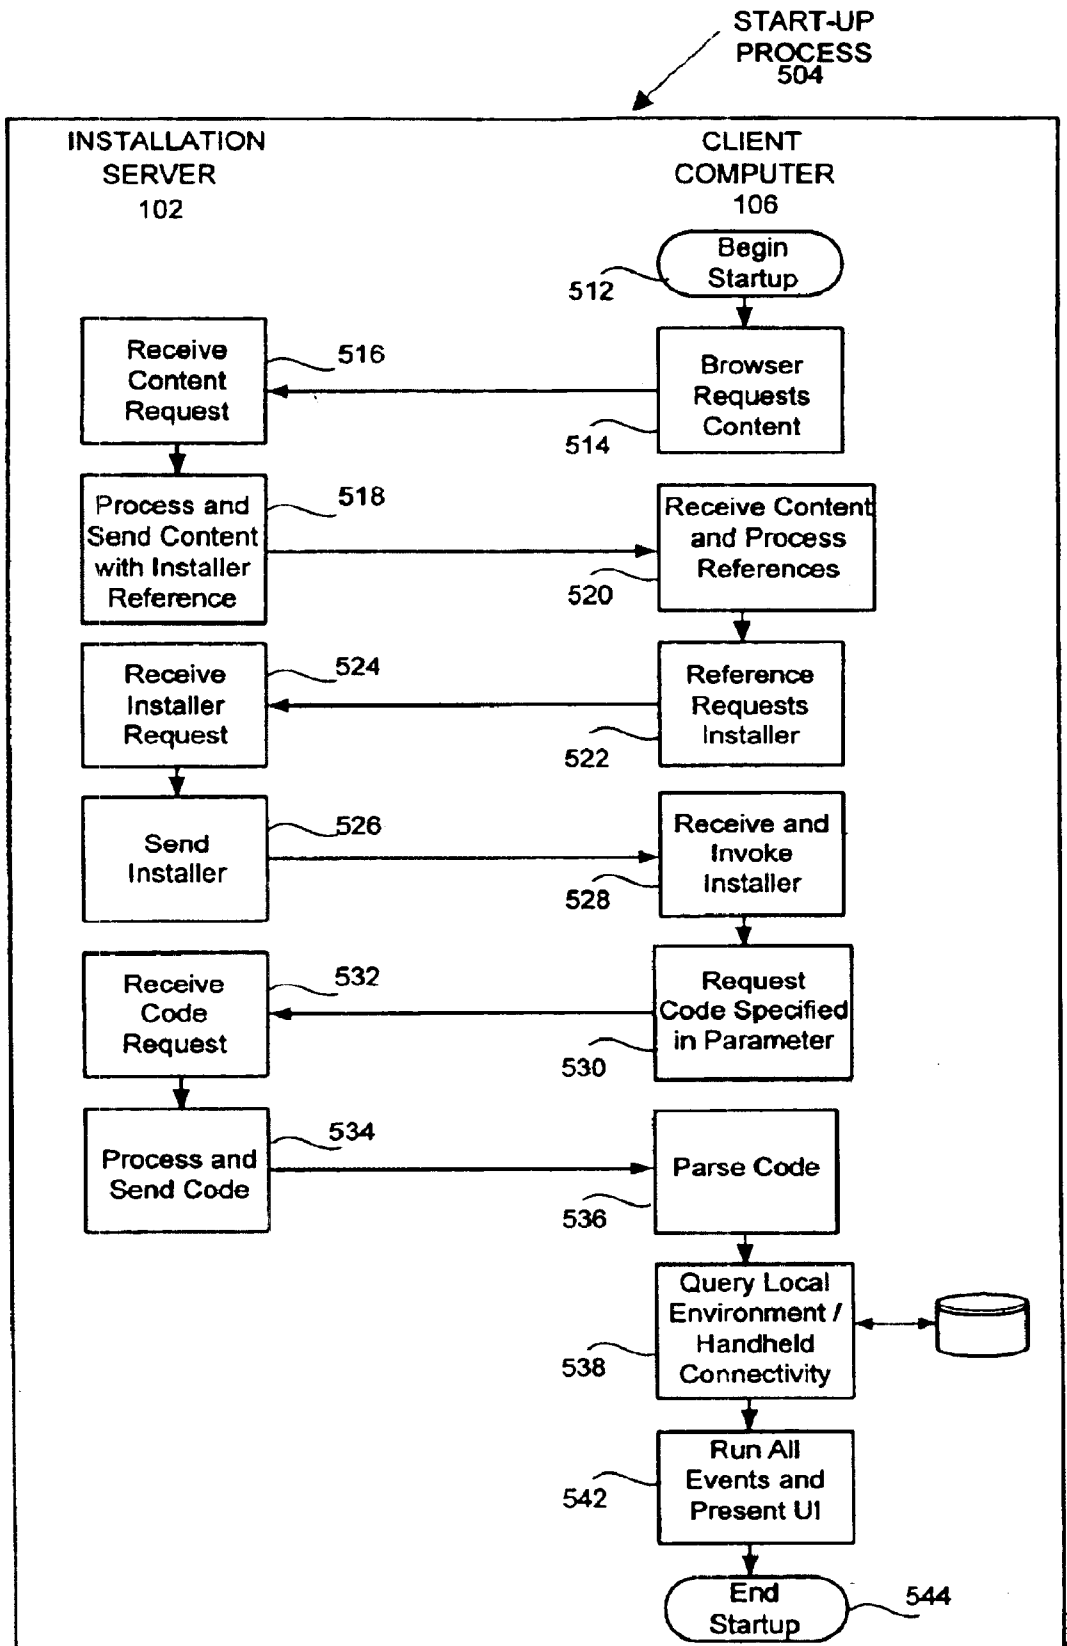 START-UP
PROCESS
504
INSTALLATION
SERVER
102
CLIENT
COMPUTER
106
Begin
Startup
512
Browser
Requests
Content
514
Receive
Content
Request
516
Process and
Send Content
with Installer
Reference
518
Receive Content
and Process
References
520
Reference
Requests
Installer
522
Receive
Installer
Request
524
Send
Installer
526
Receive and
Invoke
Installer
528
Request
Code Specified
in Parameter
530
Receive
Code
Request
532
Process and
Send Code
534
Parse Code
536
Query Local
Environment /
Handheld
Connectivity
538
Run All
Events and
Present UI
542
End
Startup
544